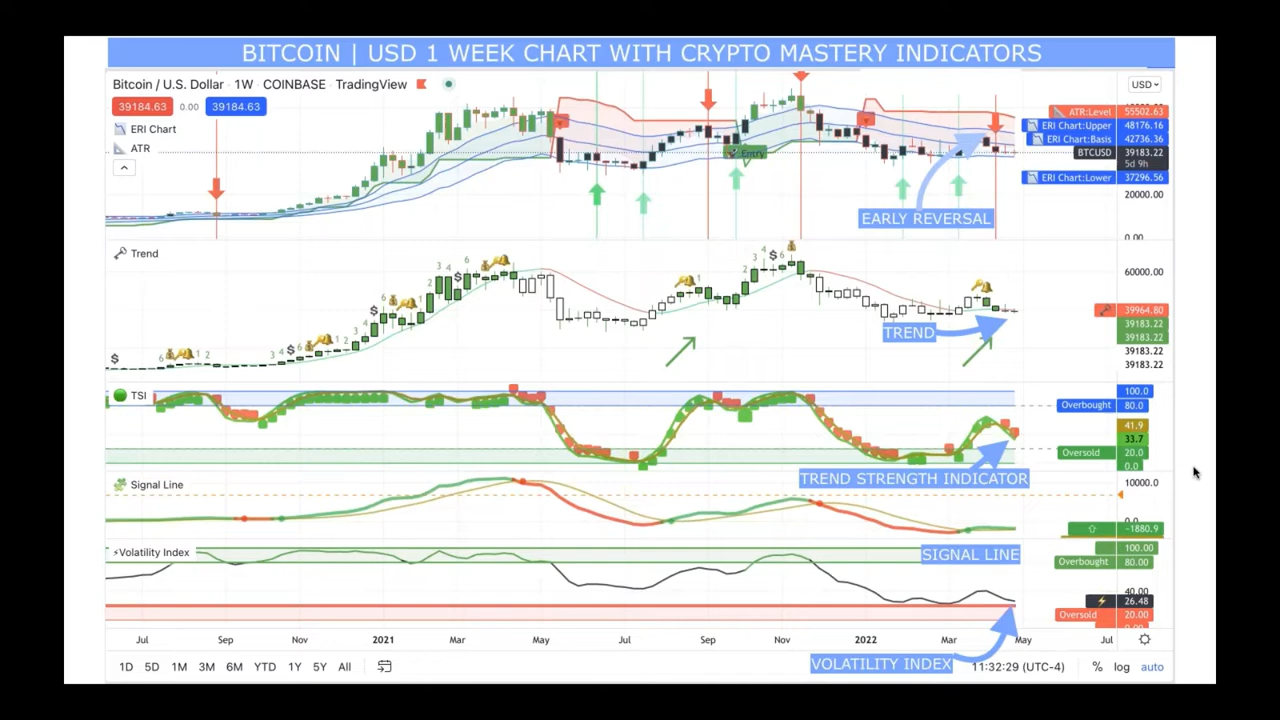 BITCOIN | USD 1 WEEK CHART WITH CRYPTO MASTERY INDICATORS
Bitcoin / U.S. Dollar · 1W · COINBASE · TradingView
USD
39184.63 0.00 39184.63
ERI Chart
ATR
ATR:Level 55502.63
ERI Chart:Upper 48176.16
ERI Chart:Basis 42736.36
BTCUSD 39183.22
5d 9h
ERI Chart:Lower 37296.56
20000.00
0.00
Entry
EARLY REVERSAL
Trend
60000.00
39964.80
39183.22
39183.22
39183.22
39183.22
TREND
TSI
100.0
Overbought 80.0
41.9
33.7
Oversold 20.0
0.0
TREND STRENGTH INDICATOR
Signal Line
10000.0
0.0
-1880.9
SIGNAL LINE
⚡Volatility Index
100.00
Overbought 80.00
40.00
26.48
Oversold 20.00
Jul Sep Nov 2021 Mar May Jul Sep Nov 2022 Mar May Jul
VOLATILITY INDEX
1D 5D 1M 3M 6M YTD 1Y 5Y All
11:32:29 (UTC-4) % log auto